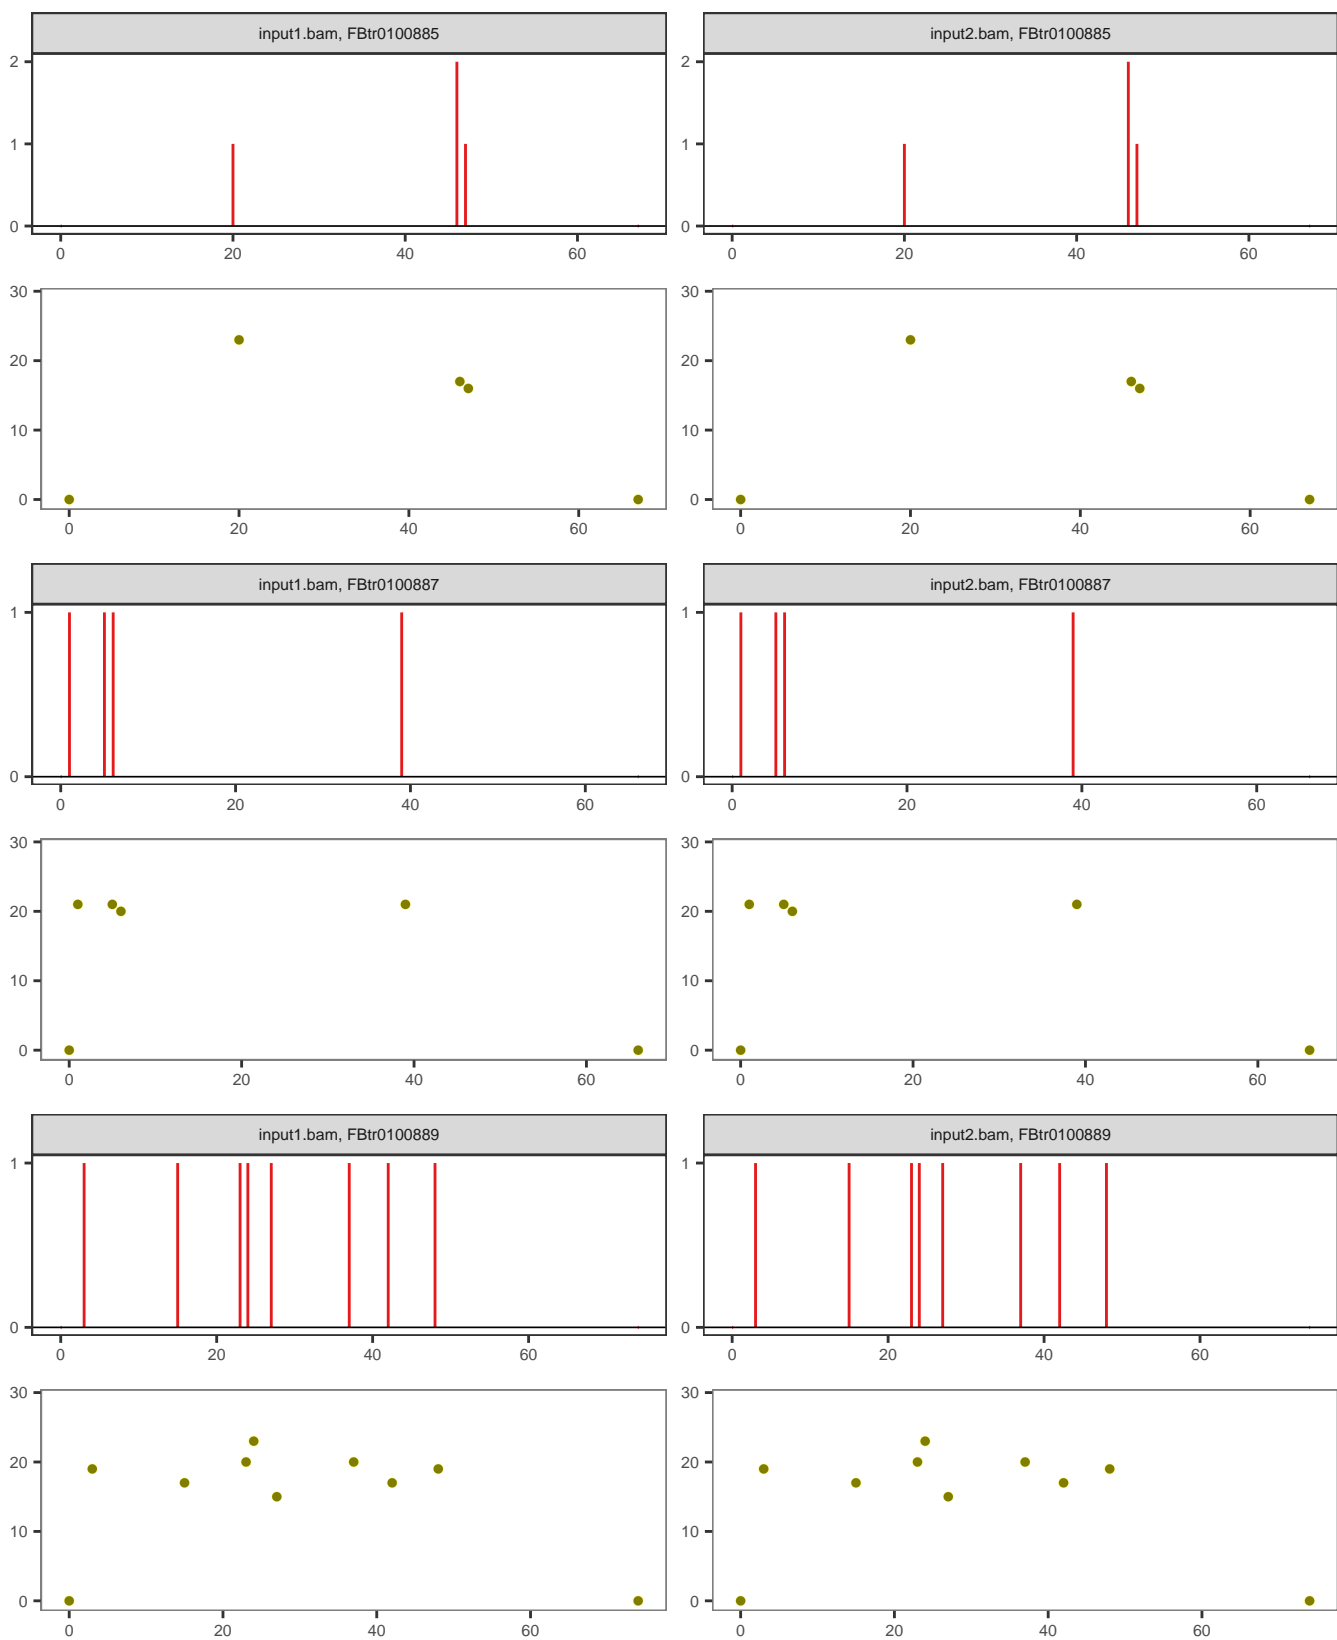 input1.bam, FBtr0100885
input2.bam, FBtr0100885
2
1
0
0 20 40 60
2
1
0
0 20 40 60
30
20
10
0
0 20 40 60
30
20
10
0
0 20 40 60
input1.bam, FBtr0100887
input2.bam, FBtr0100887
1
0
0 20 40 60
1
0
0 20 40 60
30
20
10
0
0 20 40 60
30
20
10
0
0 20 40 60
input1.bam, FBtr0100889
input2.bam, FBtr0100889
1
0
0 20 40 60
1
0
0 20 40 60
30
20
10
0
0 20 40 60
30
20
10
0
0 20 40 60